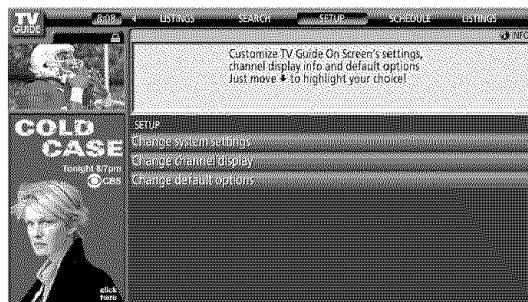 TV
GUIDE
8:09
LISTINGS
SEARCH
SETUP
SCHEDULE
LISTINGS
INFO
Customize TV Guide On Screen's settings,
channel display info and default options
Just move to highlight your choice!
COLD
CASE
Tonight 8/7pm
CBS
click
here
SETUP
Change system settings
Change channel display
Change default options